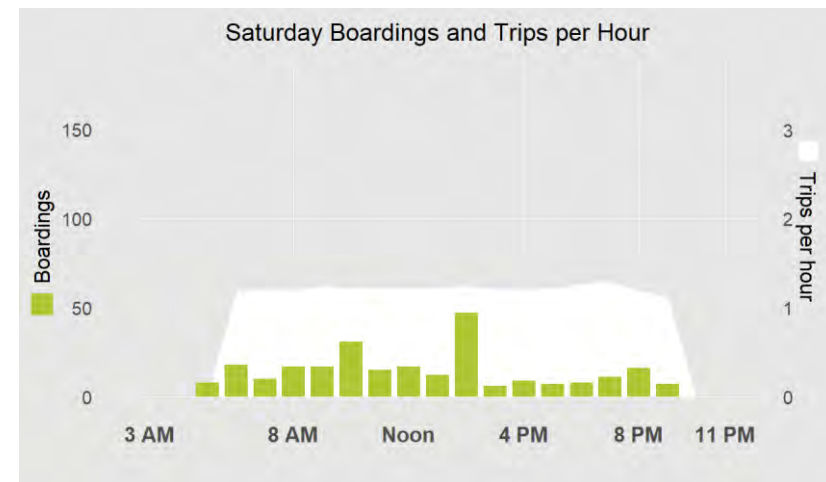 Saturday Boardings and Trips per Hour
150
100
50
0
Boardings
3
2
1
0
Trips per hour
3 AM 8 AM Noon 4 PM 8 PM 11 PM